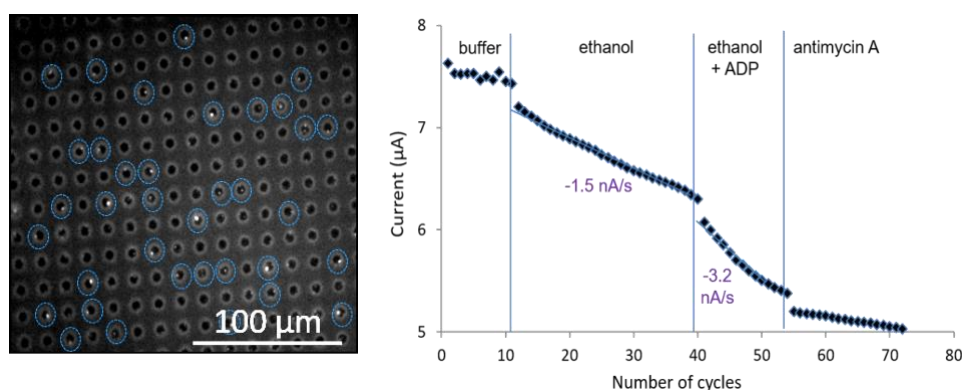 100 µm
8
7
6
5
Current (µA)
buffer
ethanol
ethanol
+ ADP
antimycin A
-1.5 nA/s
-3.2
nA/s
0 10 20 30 40 50 60 70 80
Number of cycles